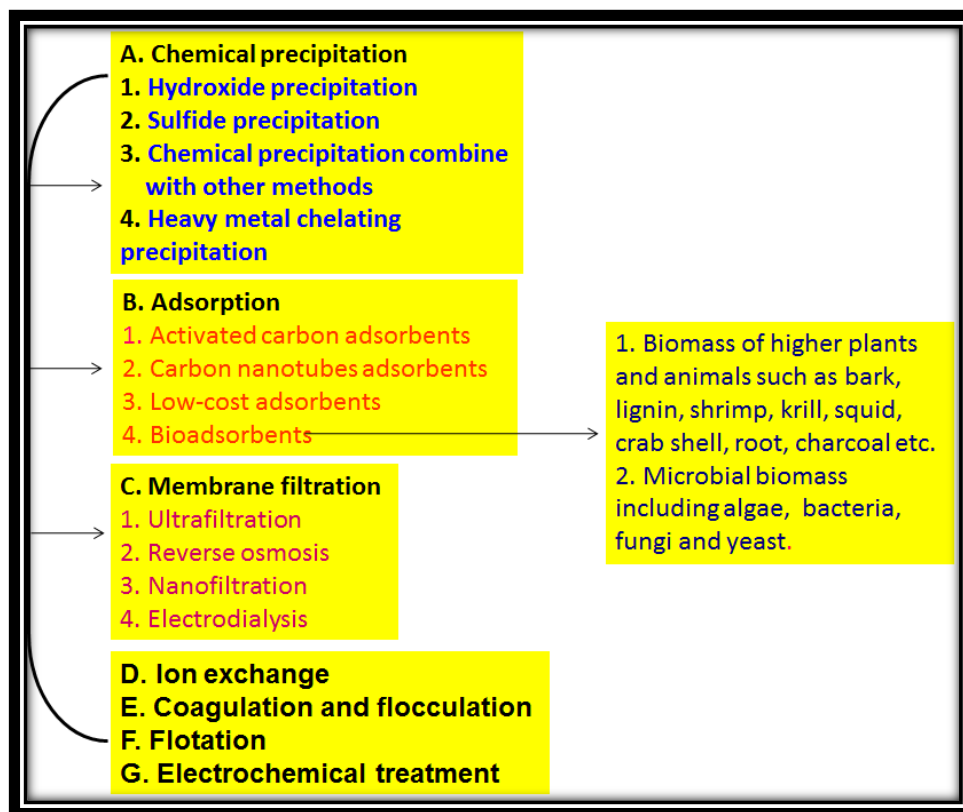 A. Chemical precipitation
1. Hydroxide precipitation
2. Sulfide precipitation
3. Chemical precipitation combine
with other methods
4. Heavy metal chelating
precipitation
B. Adsorption
1. Activated carbon adsorbents
2. Carbon nanotubes adsorbents
3. Low-cost adsorbents
4. Bioadsorbents
1. Biomass of higher plants
and animals such as bark,
lignin, shrimp, krill, squid,
crab shell, root, charcoal etc.
2. Microbial biomass
including algae, bacteria,
fungi and yeast.
C. Membrane filtration
1. Ultrafiltration
2. Reverse osmosis
3. Nanofiltration
4. Electrodialysis
D. Ion exchange
E. Coagulation and flocculation
F. Flotation
G. Electrochemical treatment